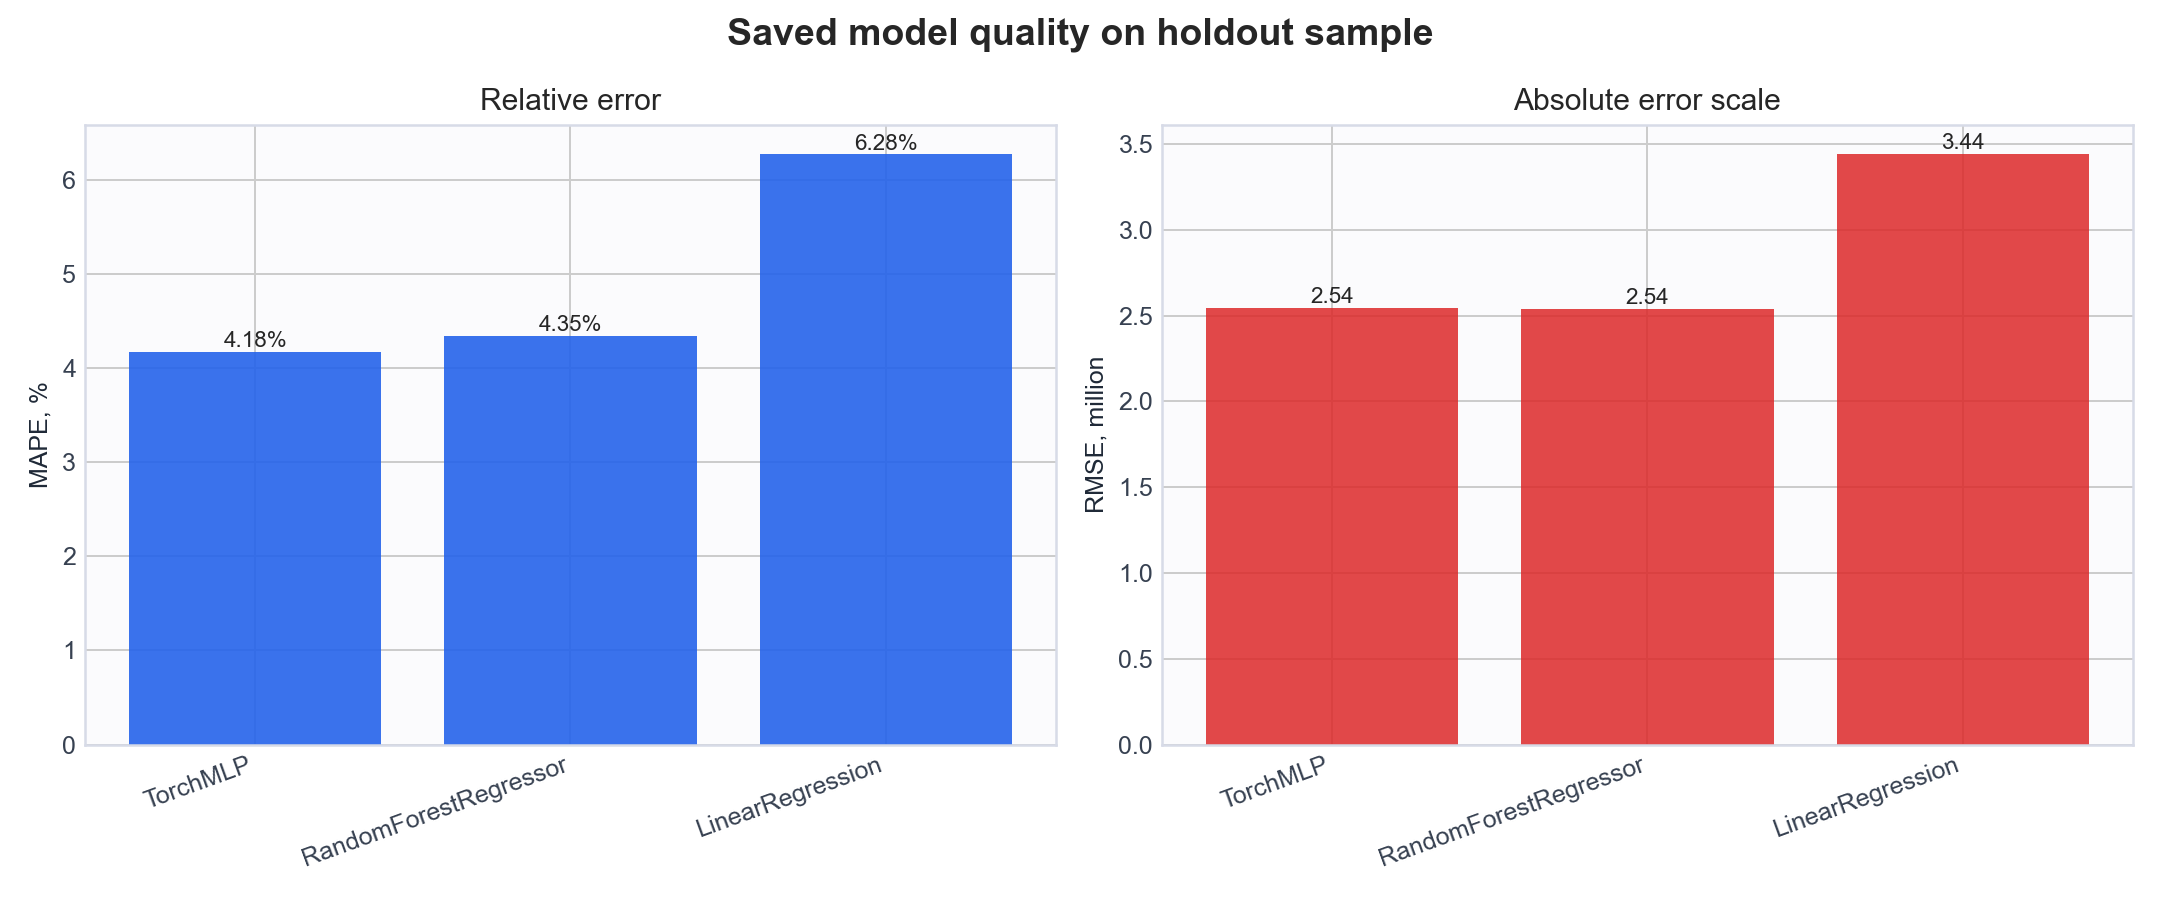 Saved model quality on holdout sample
Relative error
MAPE, %
6
5
4
3
2
1
0
4.18%
4.35%
6.28%
TorchMLP
RandomForestRegressor
LinearRegression
Absolute error scale
RMSE, million
3.5
3.0
2.5
2.0
1.5
1.0
0.5
0.0
2.54
2.54
3.44
TorchMLP
RandomForestRegressor
LinearRegression